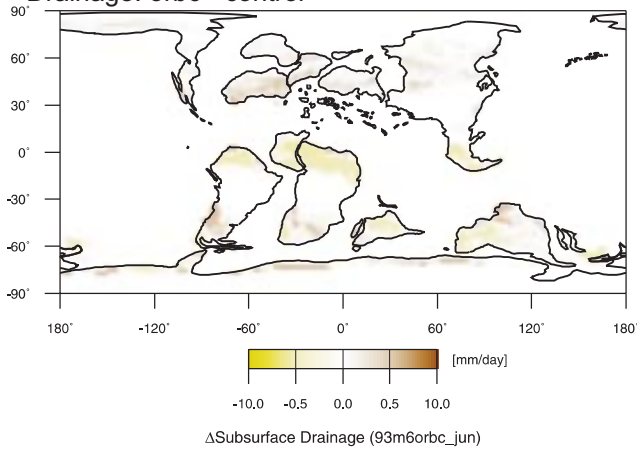 Drainage: orbc - control
90˚
60˚
30˚
0˚
-30˚
-60˚
-90˚
180˚ -120˚ -60˚ 0˚ 60˚ 120˚ 180˚
[mm/day]
-10.0 -0.5 0.0 0.5 10.0
ΔSubsurface Drainage (93m6orbc_jun)